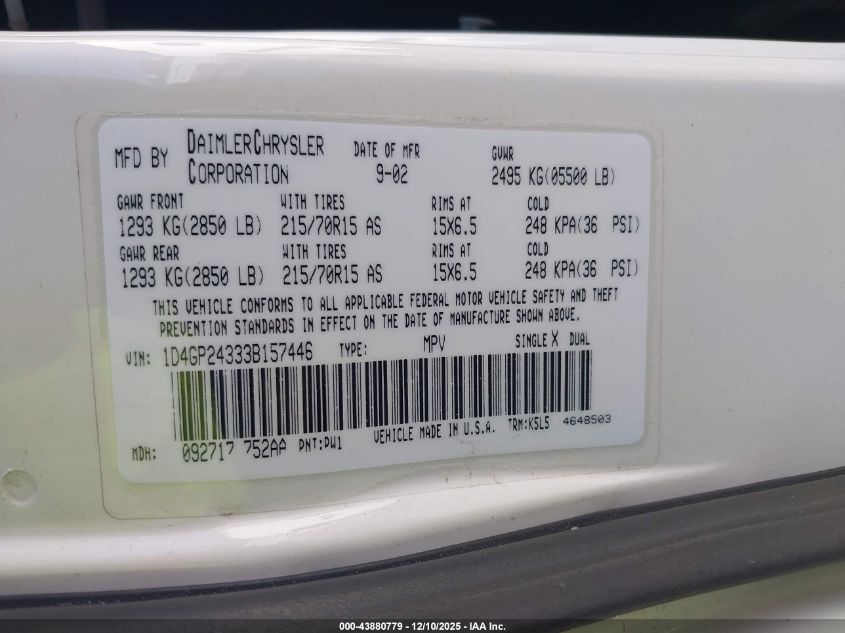 MFD BY DAIMLERCHRYSLER CORPORATION DATE OF MFR 9-02 GVWR 2495 KG(05500 LB)
GAWR FRONT WITH TIRES RIMS AT COLD
1293 KG(2850 LB) 215/70R15 AS 15X6.5 248 KPA(36 PSI)
GAWR REAR WITH TIRES RIMS AT COLD
1293 KG(2850 LB) 215/70R15 AS 15X6.5 248 KPA(36 PSI)
THIS VEHICLE CONFORMS TO ALL APPLICABLE FEDERAL MOTOR VEHICLE SAFETY AND THEFT
PREVENTION STANDARDS IN EFFECT ON THE DATE OF MANUFACTURE SHOWN ABOVE.
VIN: 1D4GP24333B157446 TYPE: MPV SINGLE X DUAL
MDH: 092717 752AA PNT:PW1 VEHICLE MADE IN U.S.A. TRM:K5L5 4648503
000-43880779 - 12/10/2025 - IAA Inc.